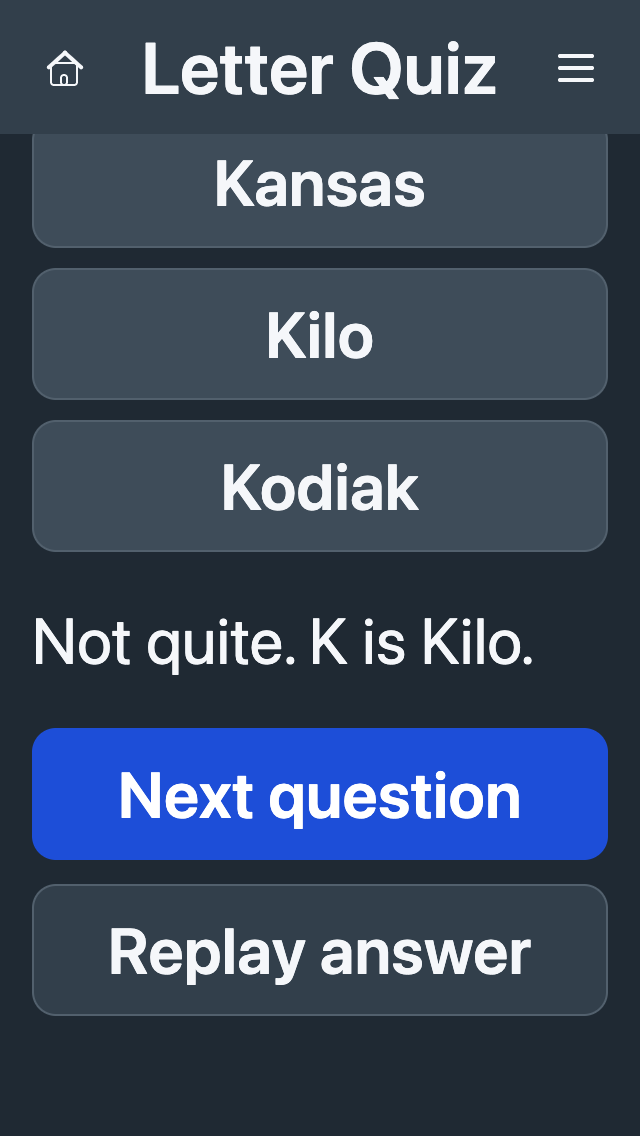 Letter Quiz
Kansas
Kilo
Kodiak
Not quite. K is Kilo.
Next question
Replay answer